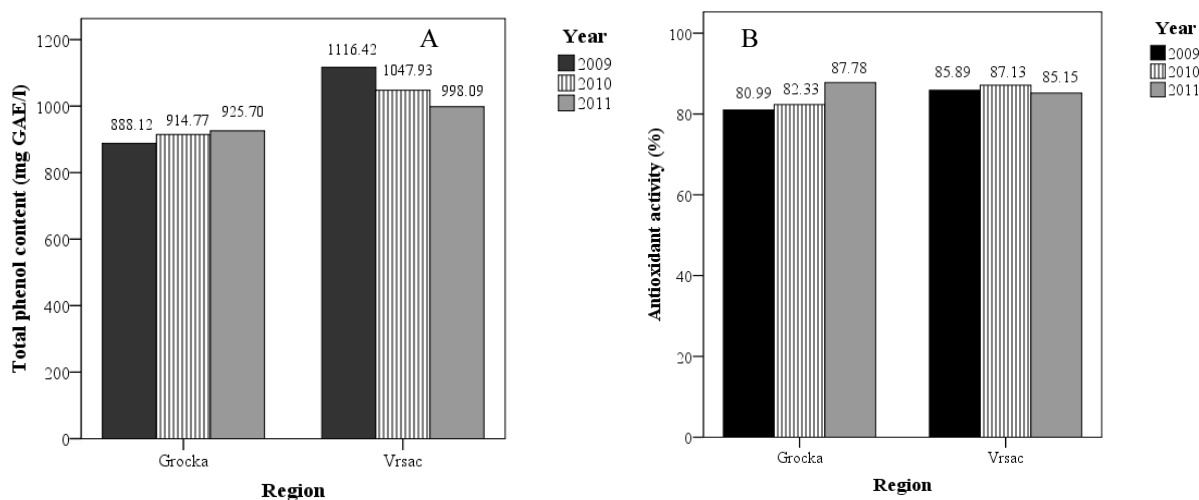 A
Year
2009
2010
2011
Total phenol content (mg GAE/l)
1200
1000
800
600
400
200
0
888.12
914.77
925.70
1116.42
1047.93
998.09
Grocka
Vrsac
Region
B
Year
2009
2010
2011
Antioxidant activity (%)
100
80
60
40
20
0
80.99
82.33
87.78
85.89
87.13
85.15
Grocka
Vrsac
Region